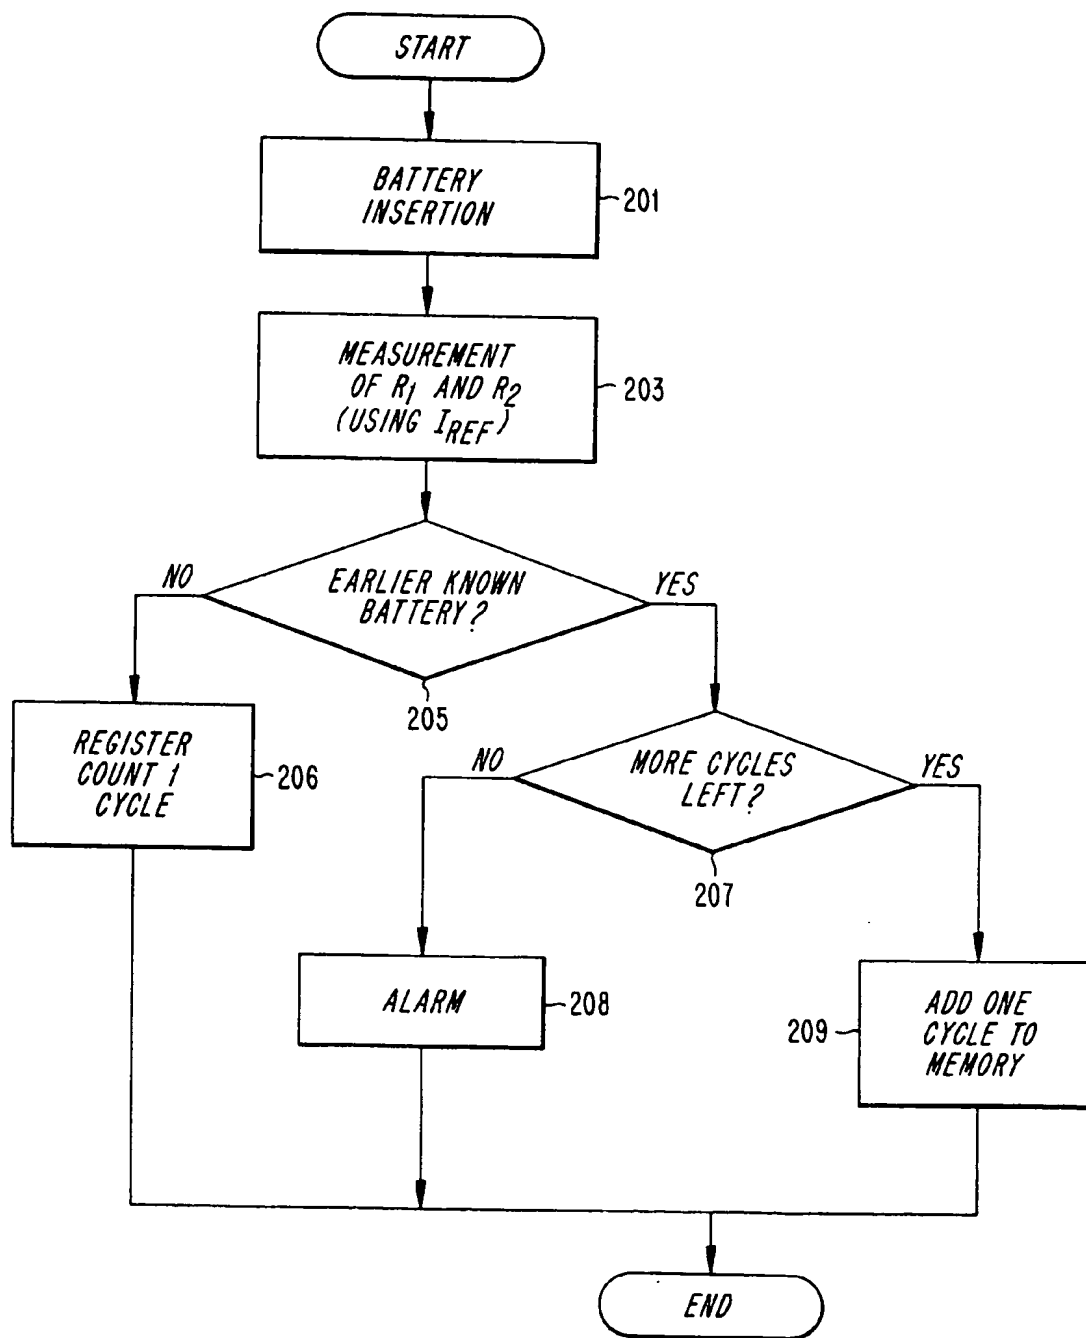 START
BATTERY
INSERTION
201
MEASUREMENT
OF R1 AND R2
(USING IREF)
203
NO
EARLIER KNOWN
BATTERY?
YES
205
REGISTER
COUNT 1
CYCLE
206
NO
MORE CYCLES
LEFT?
YES
207
ALARM
208
209
ADD ONE
CYCLE TO
MEMORY
END